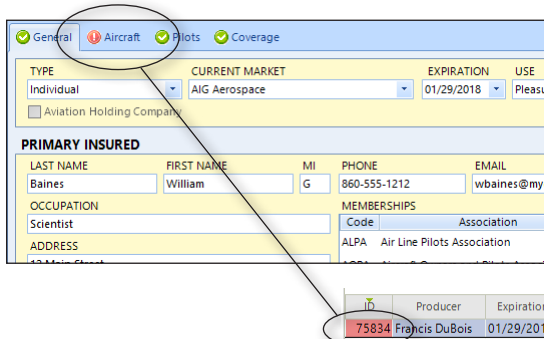 General Aircraft Pilots Coverage
TYPE CURRENT MARKET EXPIRATION USE
Individual AIG Aerospace 01/29/2018
Aviation Holding Company
PRIMARY INSURED
LAST NAME FIRST NAME MI PHONE EMAIL
Baines William G 860-555-1212 wbaines@my
OCCUPATION MEMBERSHIPS
Scientist Code Association
ADDRESS ALPA Air Line Pilots Association
ID Producer Expiration
75834 Francis DuBois 01/29/201